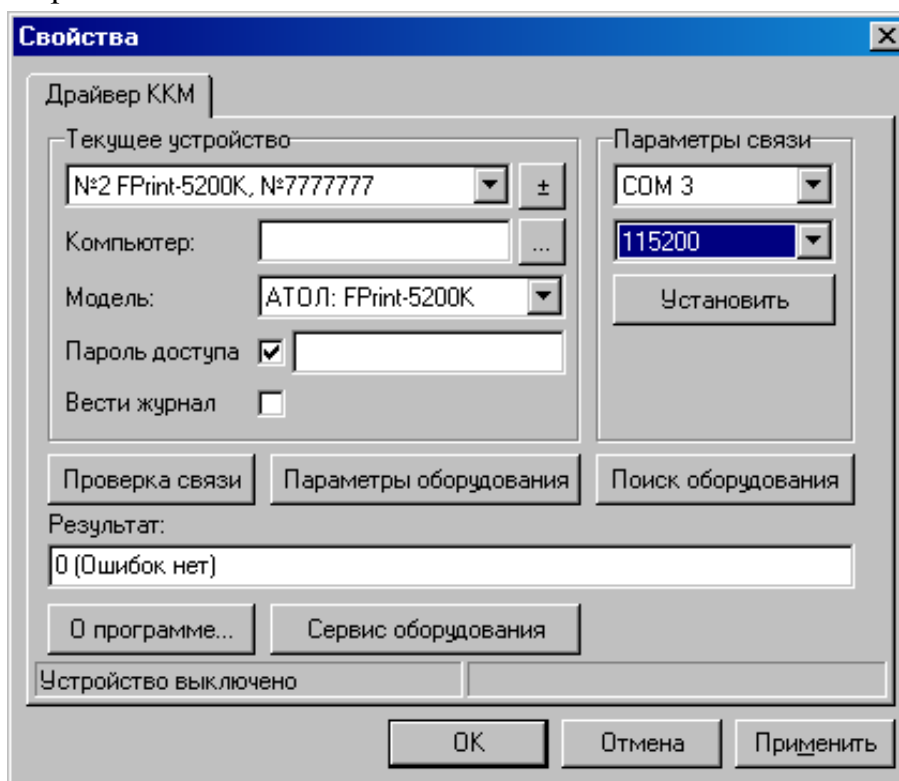 Свойства
Драйвер ККМ
Текущее устройство
№2 FPrint-5200K, №7777777
±
Компьютер:
...
Модель:
АТОЛ: FPrint-5200K
Пароль доступа
Вести журнал
Параметры связи
COM 3
115200
Установить
Проверка связи
Параметры оборудования
Поиск оборудования
Результат:
0 (Ошибок нет)
О программе...
Сервис оборудования
Устройство выключено
OK
Отмена
Применить